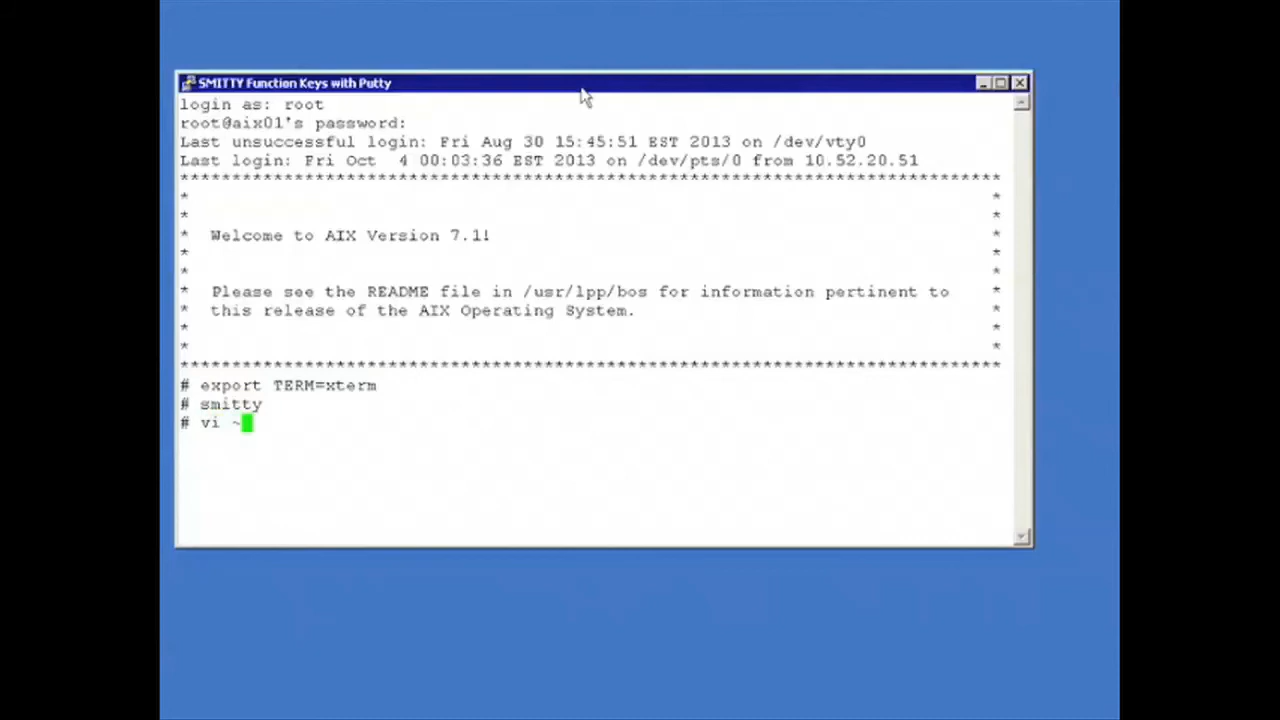 SMITTY Function Keys with Putty
login as: root
root@aix01's password:
Last unsuccessful login: Fri Aug 30 15:45:51 EST 2013 on /dev/vty0
Last login: Fri Oct  4 00:03:36 EST 2013 on /dev/pts/0 from 10.52.20.51
*******************************************************************************
*                                                                             *
*                                                                             *
*  Welcome to AIX Version 7.1!                                                *
*                                                                             *
*                                                                             *
*  Please see the README file in /usr/lpp/bos for information pertinent to    *
*  this release of the AIX Operating System.                                  *
*                                                                             *
*                                                                             *
*******************************************************************************
# export TERM=xterm
# smitty
# vi ~